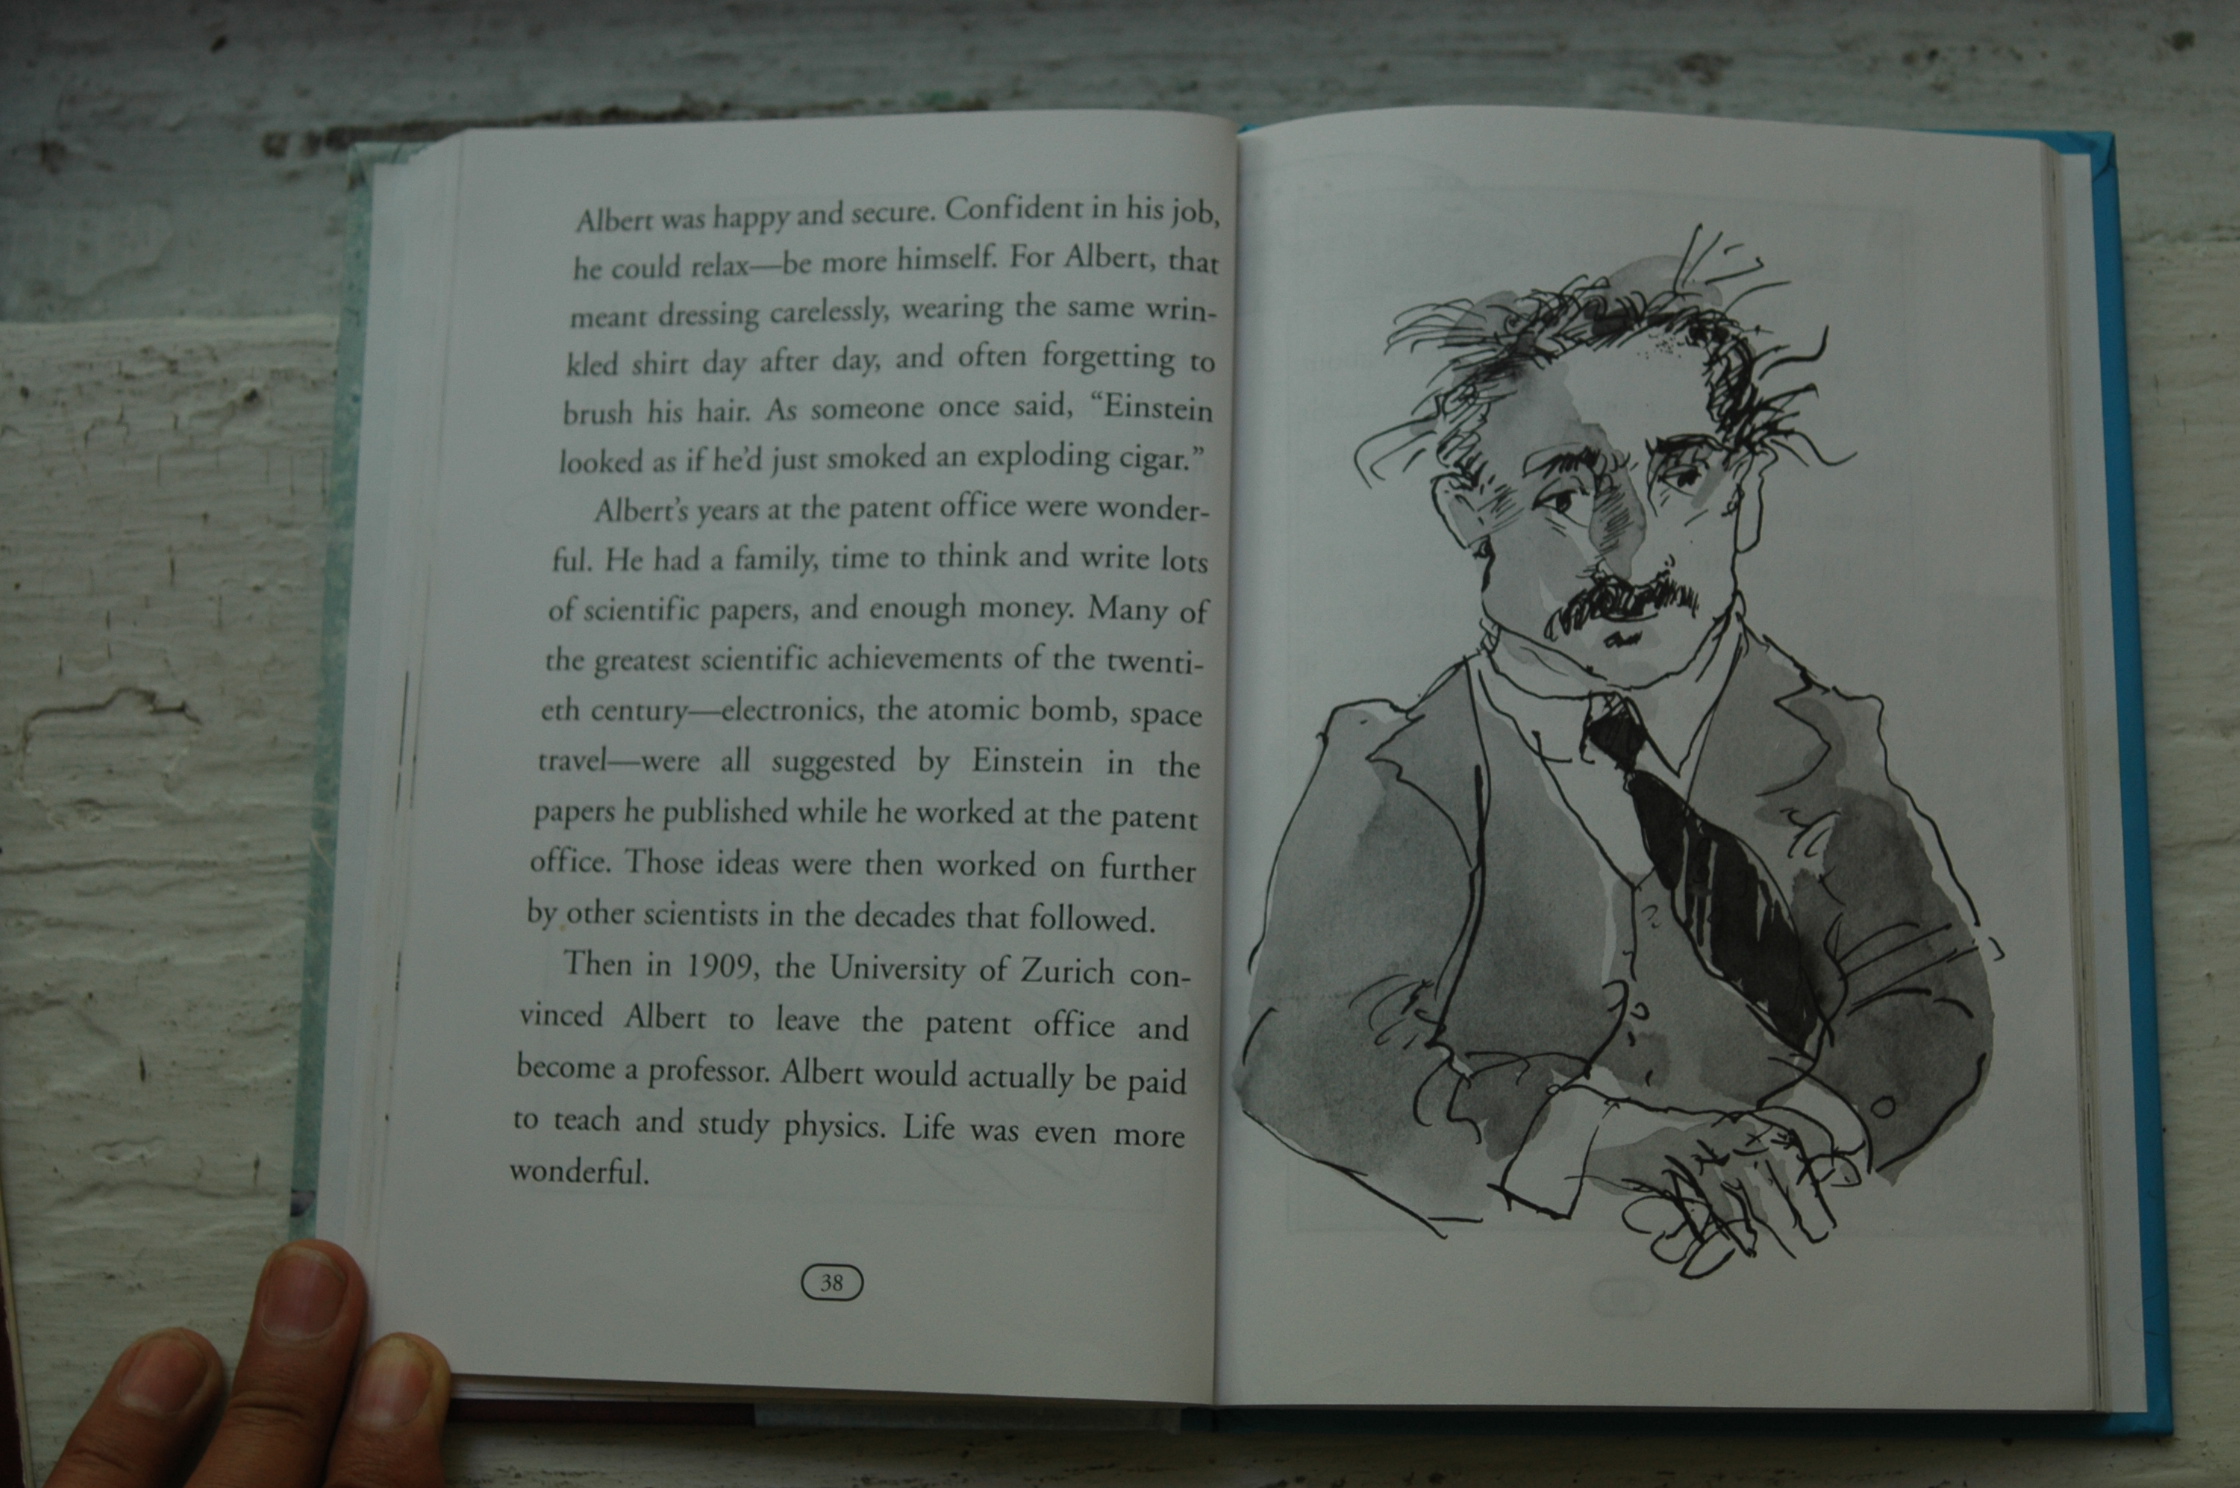 Albert was happy and secure. Confident in his job,
he could relax—be more himself. For Albert, that
meant dressing carelessly, wearing the same wrin-
kled shirt day after day, and often forgetting to
brush his hair. As someone once said, “Einstein
looked as if he’d just smoked an exploding cigar.”
Albert’s years at the patent office were wonder-
ful. He had a family, time to think and write lots
of scientific papers, and enough money. Many of
the greatest scientific achievements of the twenti-
eth century—electronics, the atomic bomb, space
travel—were all suggested by Einstein in the
papers he published while he worked at the patent
office. Those ideas were then worked on further
by other scientists in the decades that followed.
Then in 1909, the University of Zurich con-
vinced Albert to leave the patent office and
become a professor. Albert would actually be paid
to teach and study physics. Life was even more
wonderful.
38